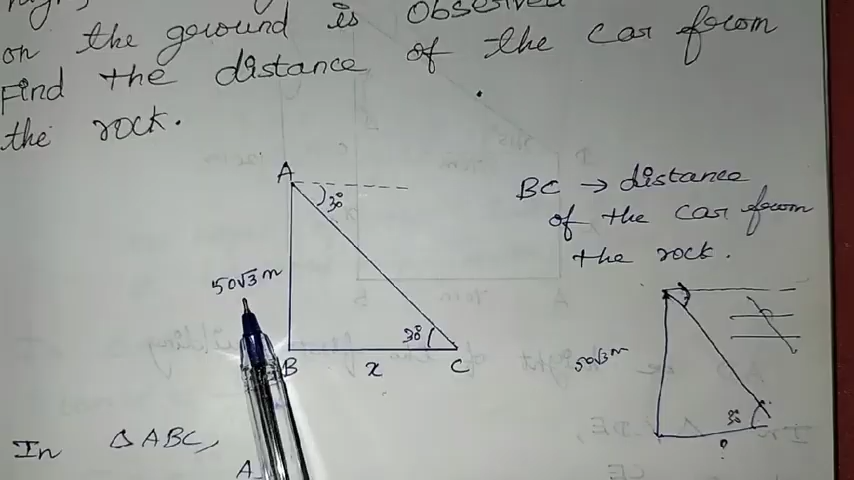 on the ground is observed
Find the distance of the car from
the rock.
A
30°
BC → distance
of the car from
the rock.
50√3 m
30°
B x C
50√3 m
30°
?
In △ABC,
A